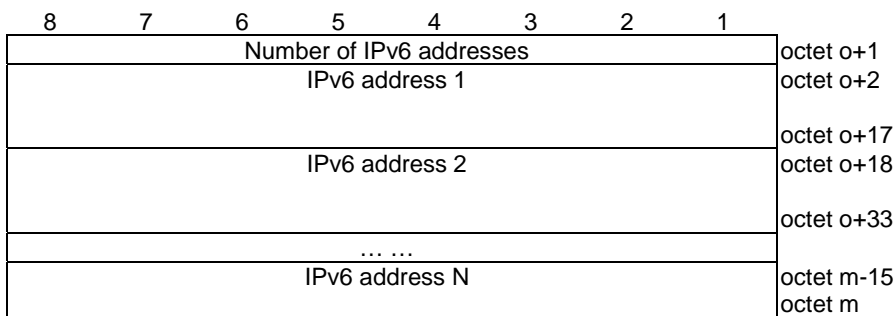 8 7 6 5 4 3 2 1
Number of IPv6 addresses octet o+1
IPv6 address 1 octet o+2
octet o+17
IPv6 address 2 octet o+18
octet o+33
… …
IPv6 address N octet m-15
octet m